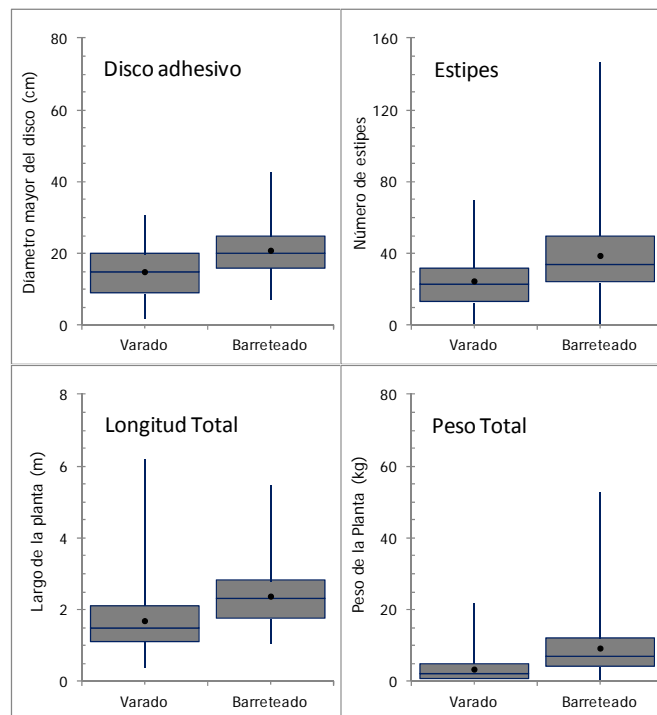 Disco adhesivo
Diametro mayor del disco (cm)
80
60
40
20
0
Varado
Barreteado
Estipes
Número de estipes
160
120
80
40
0
Varado
Barreteado
Longitud Total
Largo de la planta (m)
8
6
4
2
0
Varado
Barreteado
Peso Total
Peso de la Planta (kg)
80
60
40
20
0
Varado
Barreteado